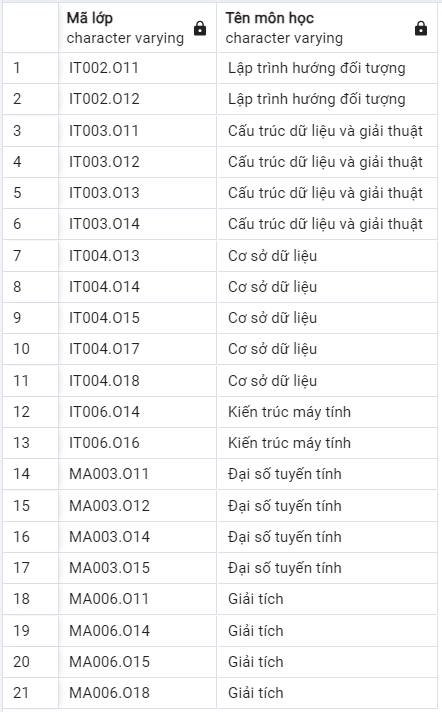 Mã lớp Tên môn học
character varying character varying
1 IT002.O11 Lập trình hướng đối tượng
2 IT002.O12 Lập trình hướng đối tượng
3 IT003.O11 Cấu trúc dữ liệu và giải thuật
4 IT003.O12 Cấu trúc dữ liệu và giải thuật
5 IT003.O13 Cấu trúc dữ liệu và giải thuật
6 IT003.O14 Cấu trúc dữ liệu và giải thuật
7 IT004.O13 Cơ sở dữ liệu
8 IT004.O14 Cơ sở dữ liệu
9 IT004.O15 Cơ sở dữ liệu
10 IT004.O17 Cơ sở dữ liệu
11 IT004.O18 Cơ sở dữ liệu
12 IT006.O14 Kiến trúc máy tính
13 IT006.O16 Kiến trúc máy tính
14 MA003.O11 Đại số tuyến tính
15 MA003.O12 Đại số tuyến tính
16 MA003.O14 Đại số tuyến tính
17 MA003.O15 Đại số tuyến tính
18 MA006.O11 Giải tích
19 MA006.O14 Giải tích
20 MA006.O15 Giải tích
21 MA006.O18 Giải tích